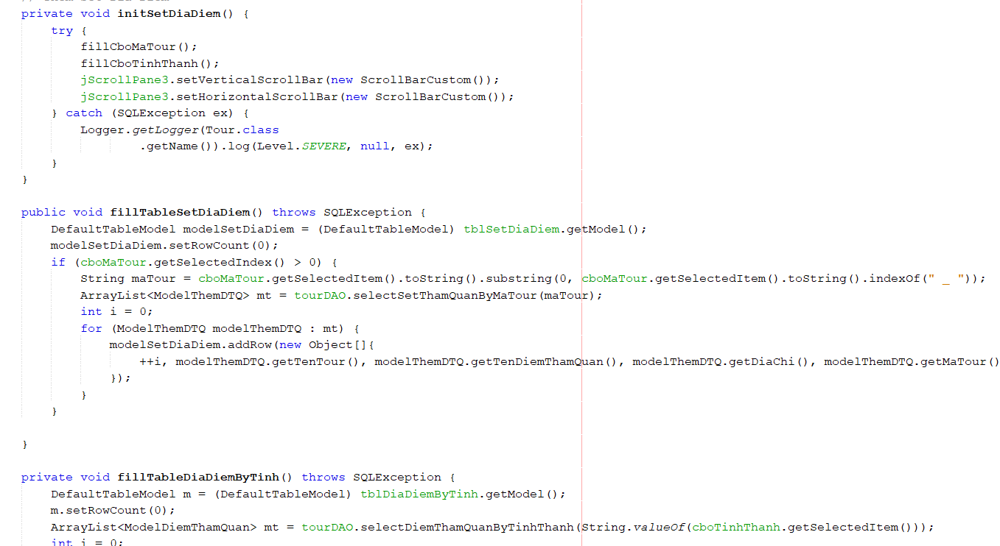 private void initSetDiaDiem() {
    try {
        fillCboMaTour();
        fillCboTinhThanh();
        jScrollPane3.setVerticalScrollBar(new ScrollBarCustom());
        jScrollPane3.setHorizontalScrollBar(new ScrollBarCustom());
    } catch (SQLException ex) {
        Logger.getLogger(Tour.class
                .getName()).log(Level.SEVERE, null, ex);
    }
}

public void fillTableSetDiaDiem() throws SQLException {
    DefaultTableModel modelSetDiaDiem = (DefaultTableModel) tblSetDiaDiem.getModel();
    modelSetDiaDiem.setRowCount(0);
    if (cboMaTour.getSelectedIndex() > 0) {
        String maTour = cboMaTour.getSelectedItem().toString().substring(0, cboMaTour.getSelectedItem().toString().indexOf(" _ "));
        ArrayList<ModelThemDTQ> mt = tourDAO.selectSetThamQuanByMaTour(maTour);
        int i = 0;
        for (ModelThemDTQ modelThemDTQ : mt) {
            modelSetDiaDiem.addRow(new Object[]{
                ++i, modelThemDTQ.getTenTour(), modelThemDTQ.getTenDiemThamQuan(), modelThemDTQ.getDiaChi(), modelThemDTQ.getMaTour()
            });
        }
    }

}

private void fillTableDiaDiemByTinh() throws SQLException {
    DefaultTableModel m = (DefaultTableModel) tblDiaDiemByTinh.getModel();
    m.setRowCount(0);
    ArrayList<ModelDiemThamQuan> mt = tourDAO.selectDiemThamQuanByTinhThanh(String.valueOf(cboTinhThanh.getSelectedItem()));
    int i = 0;